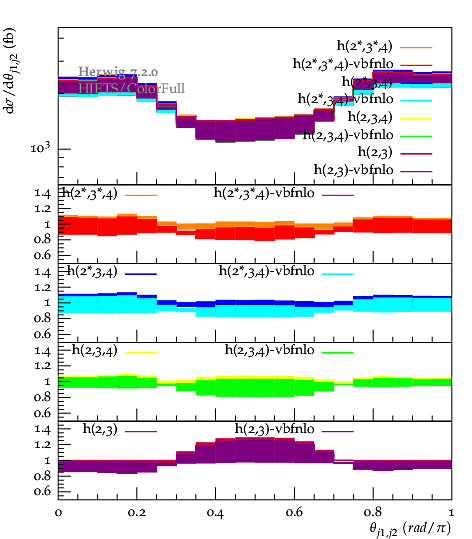 dσ/dθj1,j2 (fb)
10³
Herwig 7.2.0
HJETS/ColorFull
h(2*,3*,4)
h(2*,3*,4)-vbfnlo
h(2*,3,4)
h(2*,3,4)-vbfnlo
h(2,3,4)
h(2,3,4)-vbfnlo
h(2,3)
h(2,3)-vbfnlo
h(2*,3*,4) h(2*,3*,4)-vbfnlo
1.4
1.2
1
0.8
0.6
h(2*,3,4) h(2*,3,4)-vbfnlo
1.4
1.2
1
0.8
0.6
h(2,3,4) h(2,3,4)-vbfnlo
1.4
1.2
1
0.8
0.6
h(2,3) h(2,3)-vbfnlo
1.4
1.2
1
0.8
0.6
0 0.2 0.4 0.6 0.8 1
θj1,j2 (rad/π)